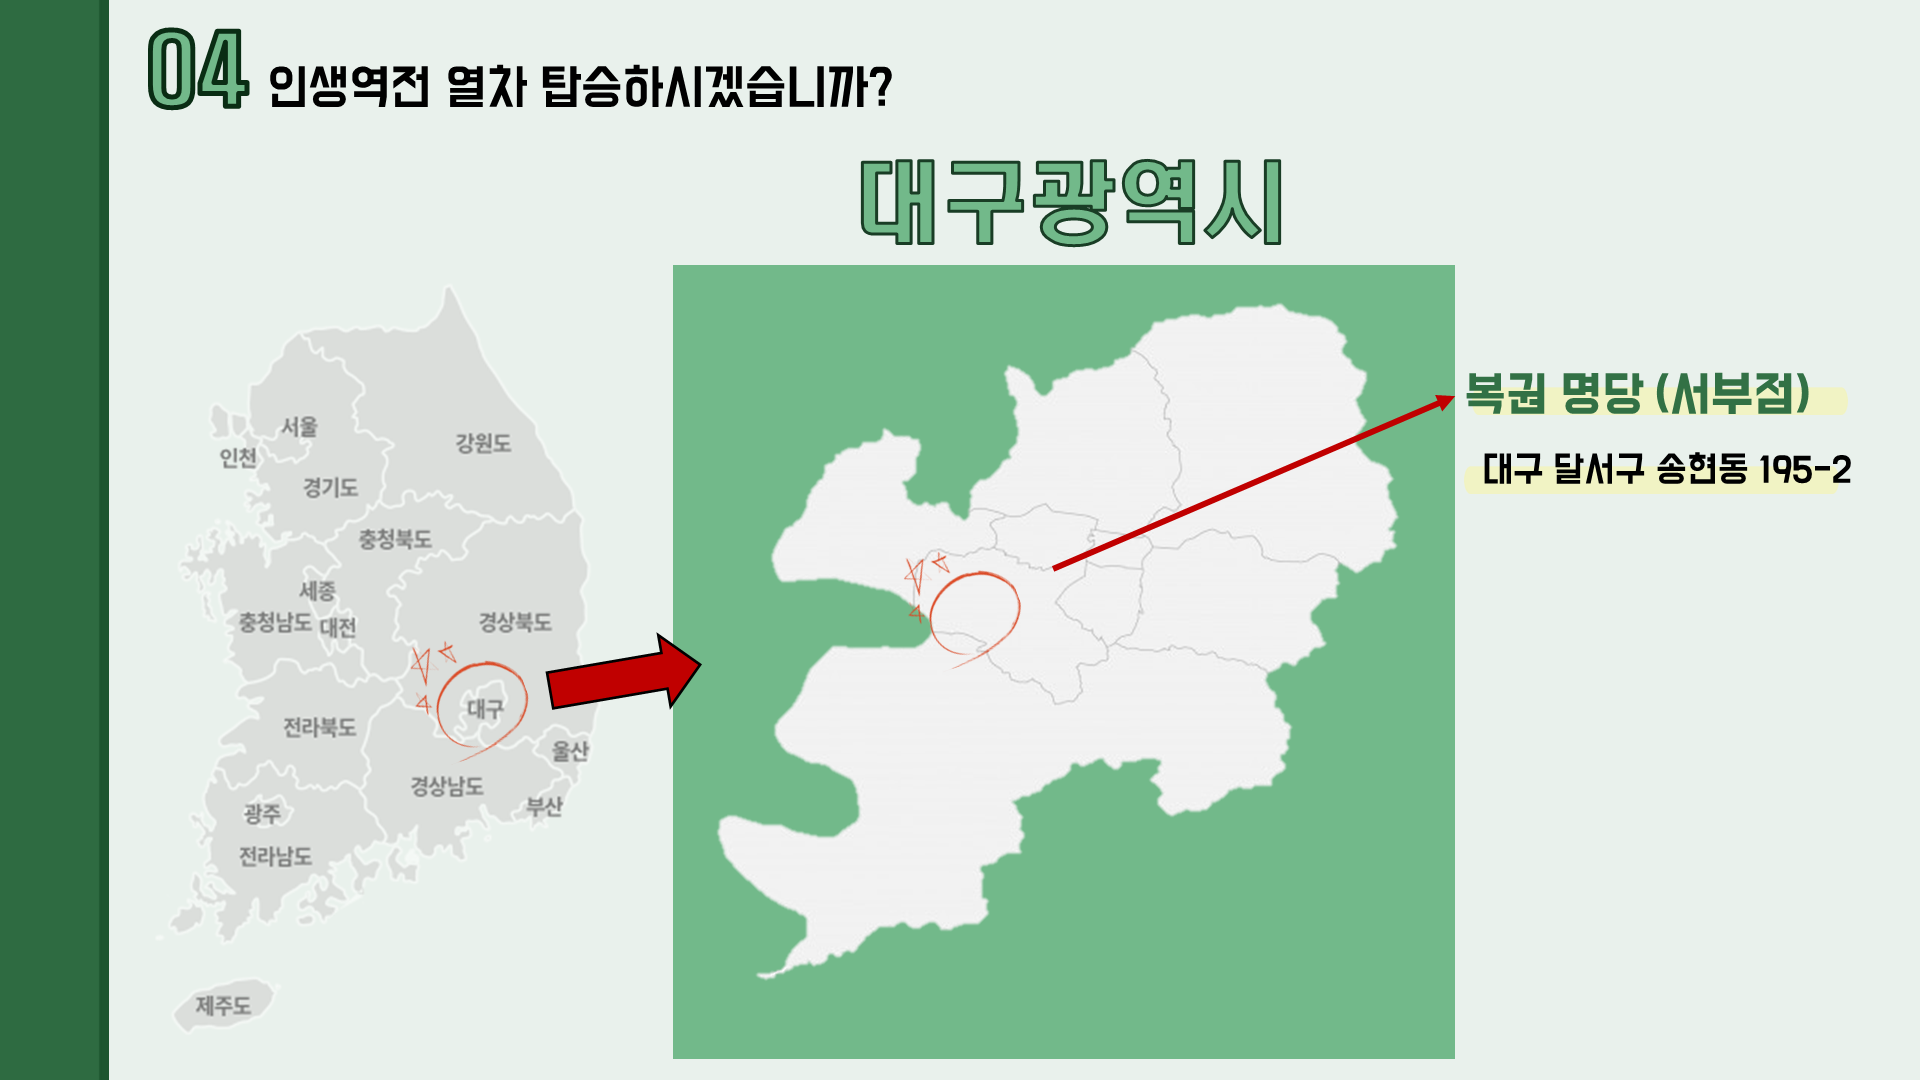 04 인생역전 열차 탑승하시겠습니까?
대구광역시
복권 명당 (서부점)
대구 달서구 송현동 195-2
서울
인천
강원도
경기도
충청북도
세종
충청남도
대전
경상북도
대구
전라북도
울산
경상남도
부산
광주
전라남도
제주도